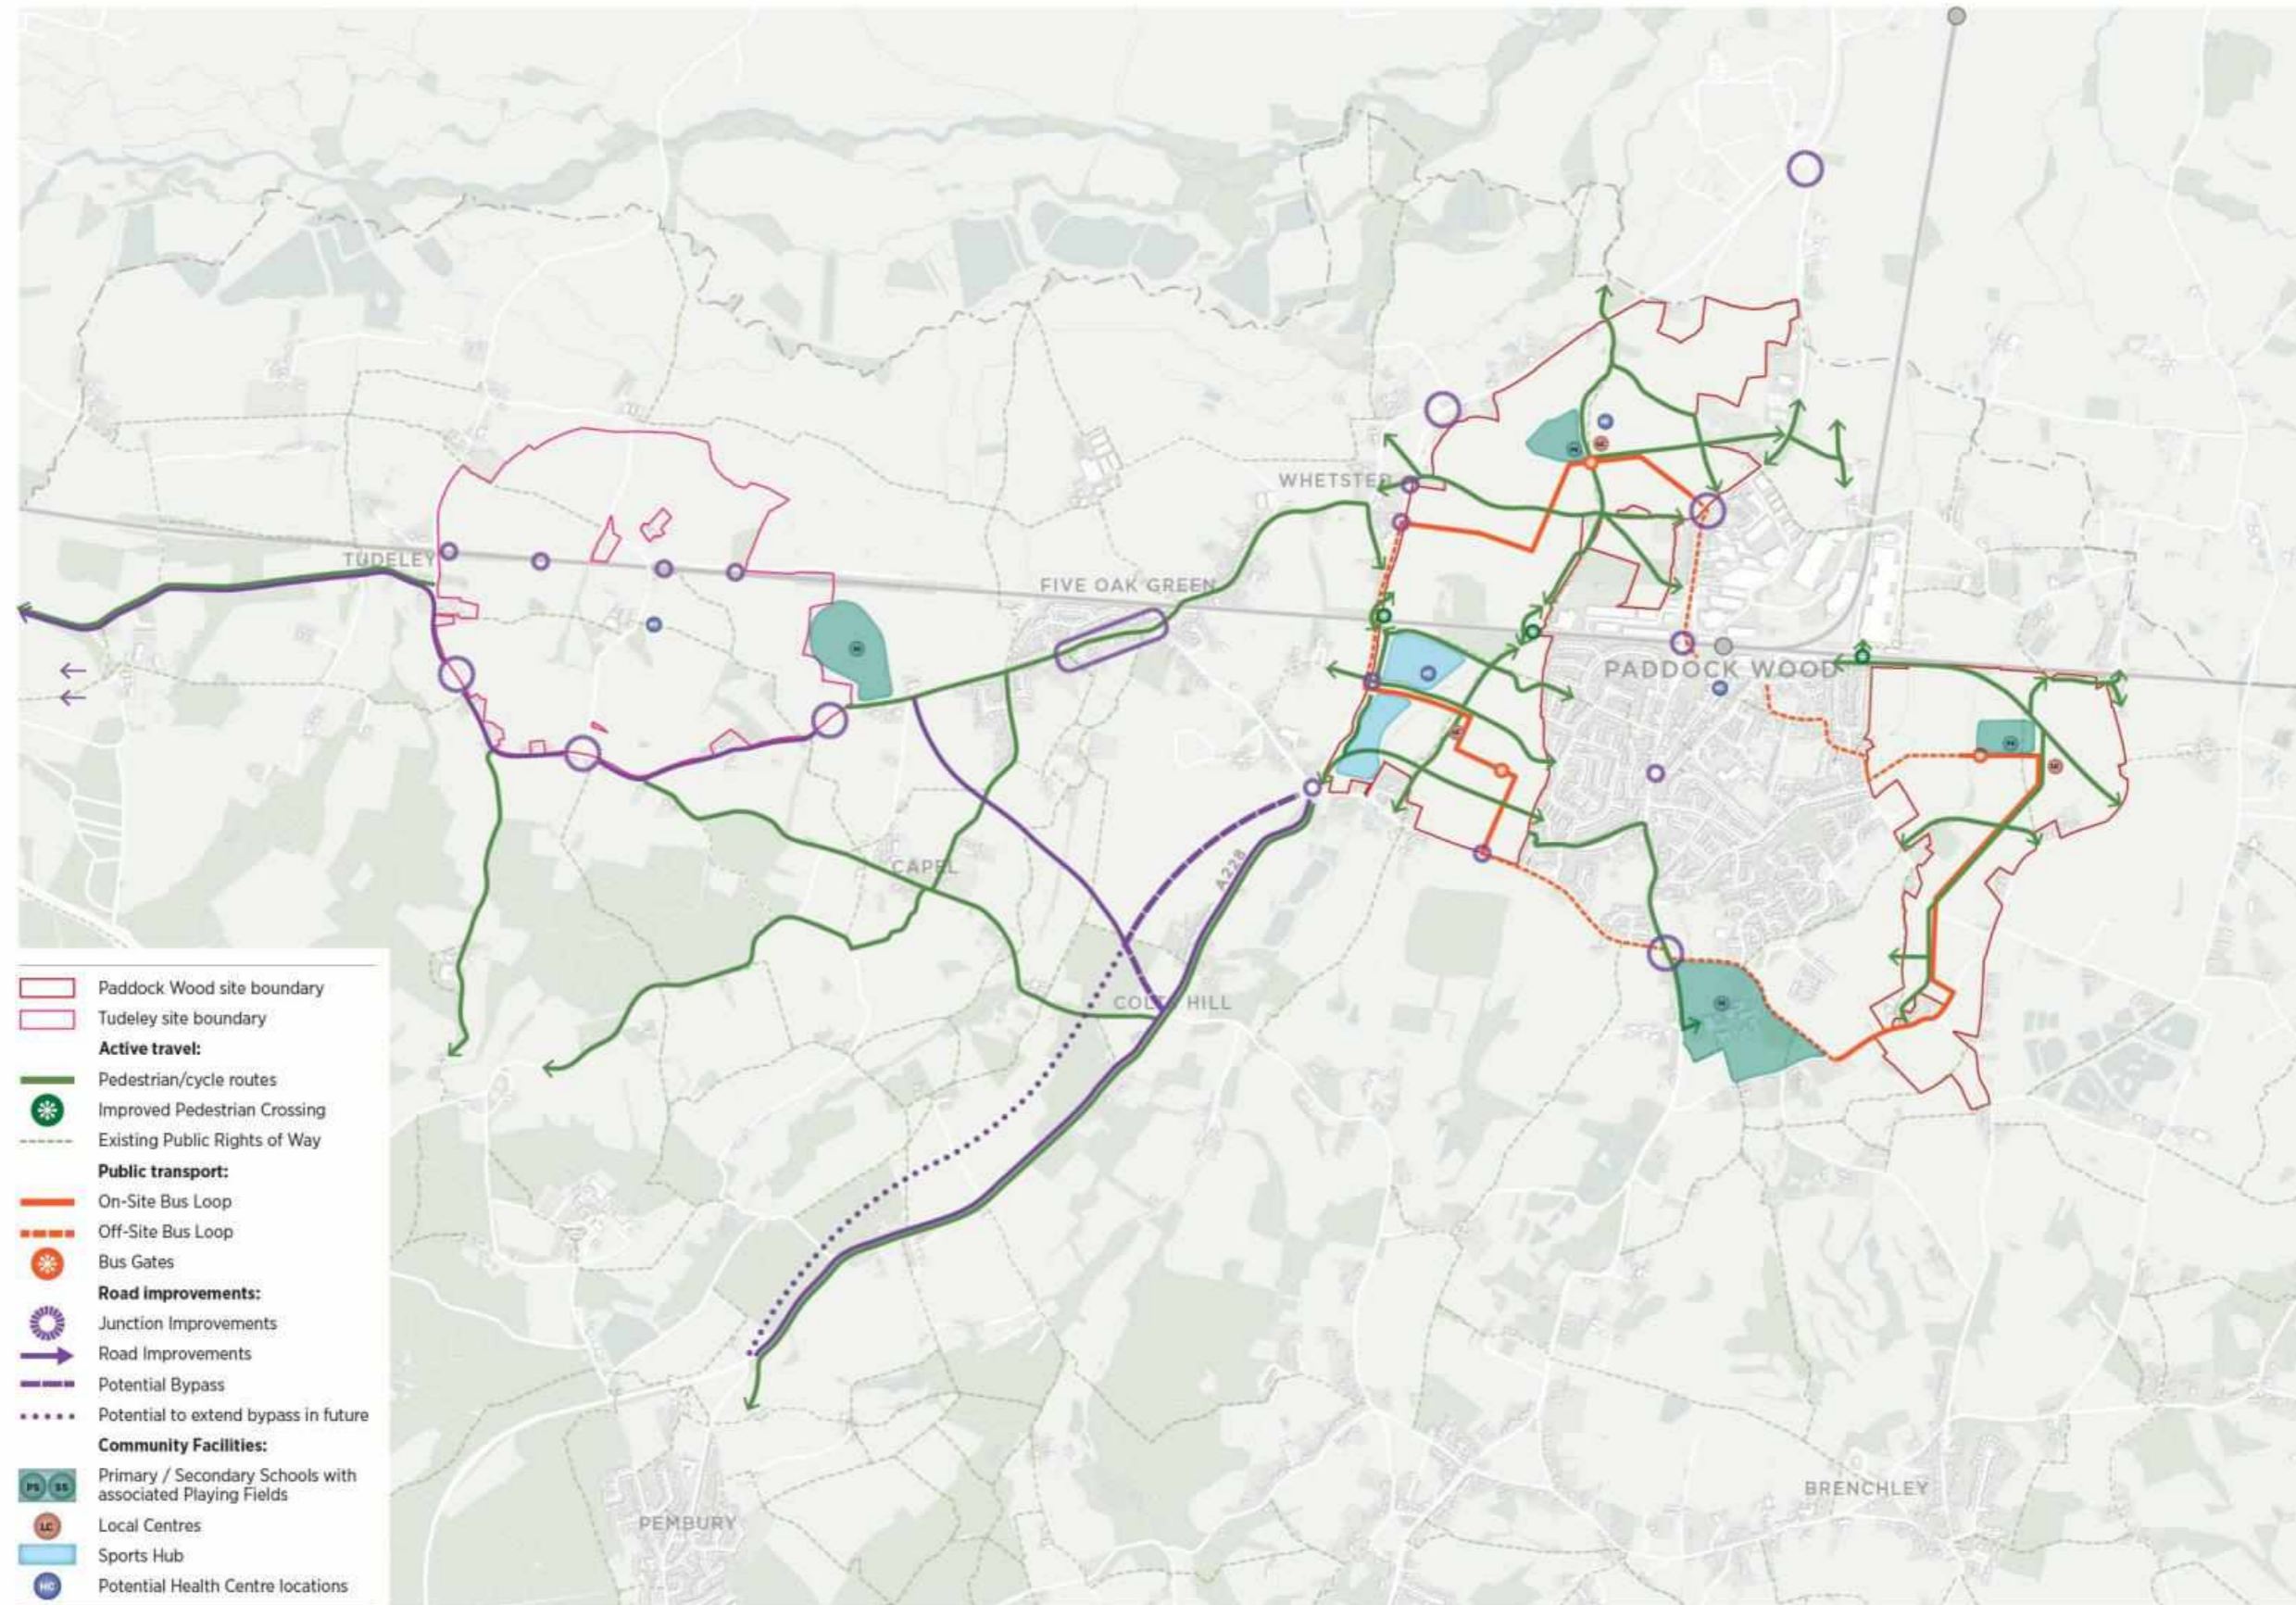 WHETSTED
TUDELEY
FIVE OAK GREEN
PADDOCK WOOD
CAPEL
A228
COLTS HILL
BRENCHLEY
PEMBURY
Paddock Wood site boundary
Tudeley site boundary
Active travel:
Pedestrian/cycle routes
Improved Pedestrian Crossing
Existing Public Rights of Way
Public transport:
On-Site Bus Loop
Off-Site Bus Loop
Bus Gates
Road improvements:
Junction Improvements
Road Improvements
Potential Bypass
Potential to extend bypass in future
Community Facilities:
PS SS Primary / Secondary Schools with
associated Playing Fields
LC Local Centres
Sports Hub
HC Potential Health Centre locations